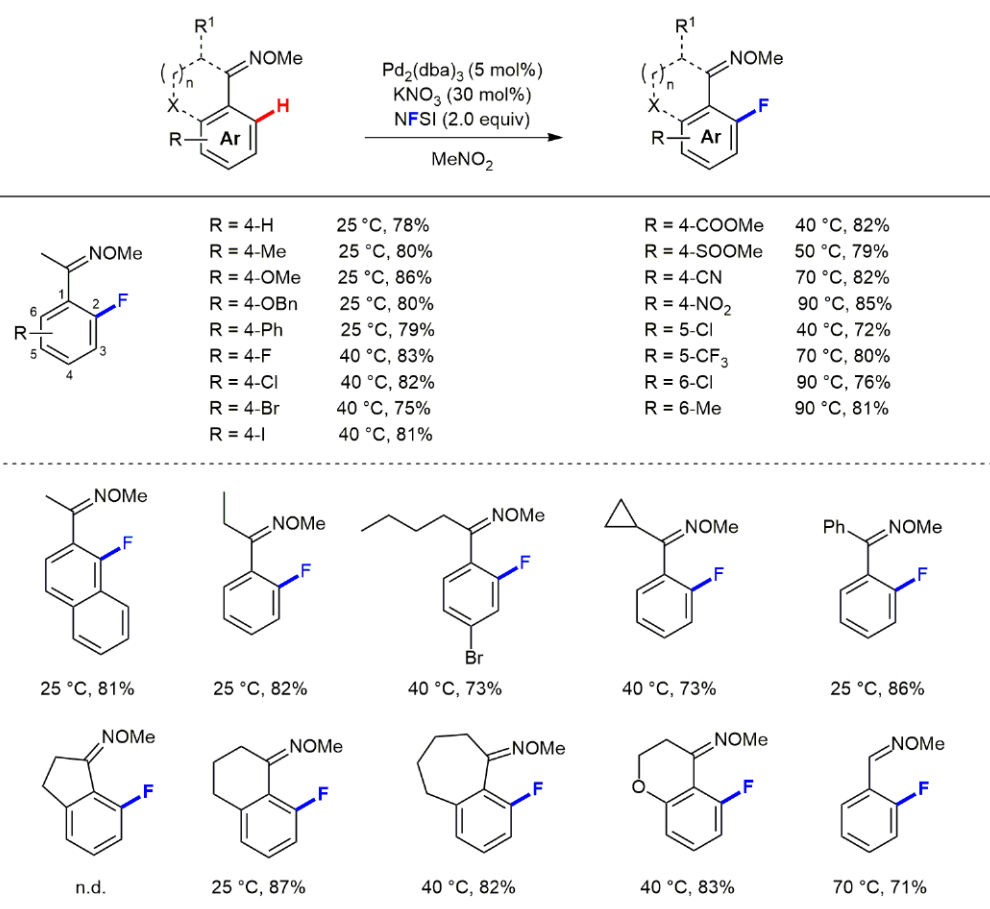 R¹
NOMe
( )n
X
H
R
Ar
Pd₂(dba)₃ (5 mol%)
KNO₃ (30 mol%)
NFSI (2.0 equiv)
MeNO₂
R¹
NOMe
( )n
X
F
R
Ar
NOMe
F
R
1
2
3
4
5
6
R = 4-H 25 °C, 78%
R = 4-Me 25 °C, 80%
R = 4-OMe 25 °C, 86%
R = 4-OBn 25 °C, 80%
R = 4-Ph 25 °C, 79%
R = 4-F 40 °C, 83%
R = 4-Cl 40 °C, 82%
R = 4-Br 40 °C, 75%
R = 4-I 40 °C, 81%
R = 4-COOMe 40 °C, 82%
R = 4-SOOMe 50 °C, 79%
R = 4-CN 70 °C, 82%
R = 4-NO₂ 90 °C, 85%
R = 5-Cl 40 °C, 72%
R = 5-CF₃ 70 °C, 80%
R = 6-Cl 90 °C, 76%
R = 6-Me 90 °C, 81%
NOMe
F
25 °C, 81%
NOMe
F
25 °C, 82%
NOMe
F
Br
40 °C, 73%
NOMe
F
40 °C, 73%
Ph
NOMe
F
25 °C, 86%
NOMe
F
n.d.
NOMe
F
25 °C, 87%
NOMe
F
40 °C, 82%
NOMe
O
F
40 °C, 83%
NOMe
F
70 °C, 71%